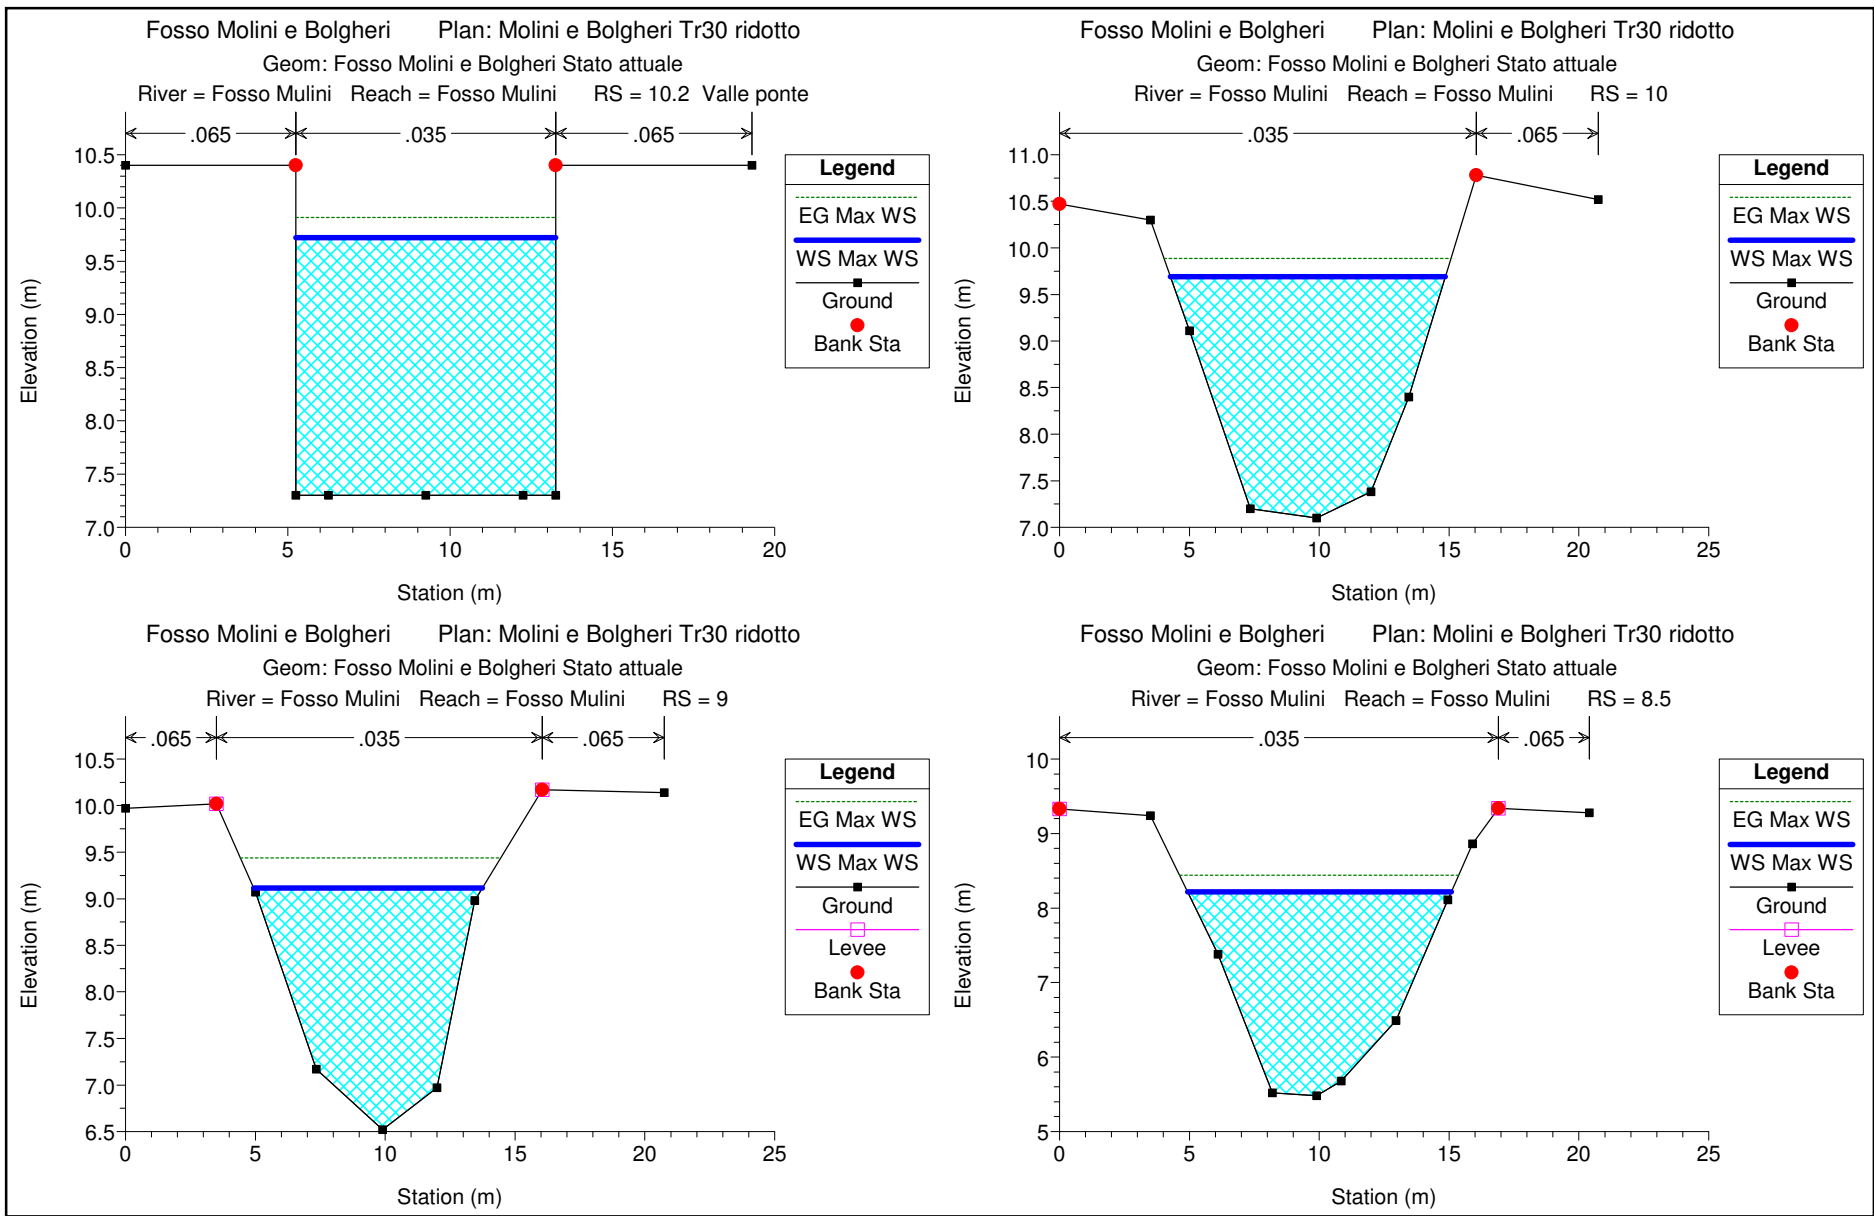 Fosso Molini e Bolgheri Plan: Molini e Bolgheri Tr30 ridotto
Geom: Fosso Molini e Bolgheri Stato attuale
River = Fosso Mulini Reach = Fosso Mulini RS = 10.2 Valle ponte
.065 .035 .065
10.5
10.0
9.5
9.0
8.5
8.0
7.5
7.0
0 5 10 15 20
Elevation (m)
Station (m)
Legend
EG Max WS
WS Max WS
Ground
Bank Sta
Fosso Molini e Bolgheri Plan: Molini e Bolgheri Tr30 ridotto
Geom: Fosso Molini e Bolgheri Stato attuale
River = Fosso Mulini Reach = Fosso Mulini RS = 10
.035 .065
11.0
10.5
10.0
9.5
9.0
8.5
8.0
7.5
7.0
0 5 10 15 20 25
Elevation (m)
Station (m)
Legend
EG Max WS
WS Max WS
Ground
Bank Sta
Fosso Molini e Bolgheri Plan: Molini e Bolgheri Tr30 ridotto
Geom: Fosso Molini e Bolgheri Stato attuale
River = Fosso Mulini Reach = Fosso Mulini RS = 9
.065 .035 .065
10.5
10.0
9.5
9.0
8.5
8.0
7.5
7.0
6.5
0 5 10 15 20 25
Elevation (m)
Station (m)
Legend
EG Max WS
WS Max WS
Ground
Levee
Bank Sta
Fosso Molini e Bolgheri Plan: Molini e Bolgheri Tr30 ridotto
Geom: Fosso Molini e Bolgheri Stato attuale
River = Fosso Mulini Reach = Fosso Mulini RS = 8.5
.035 .065
10
9
8
7
6
5
0 5 10 15 20 25
Elevation (m)
Station (m)
Legend
EG Max WS
WS Max WS
Ground
Levee
Bank Sta